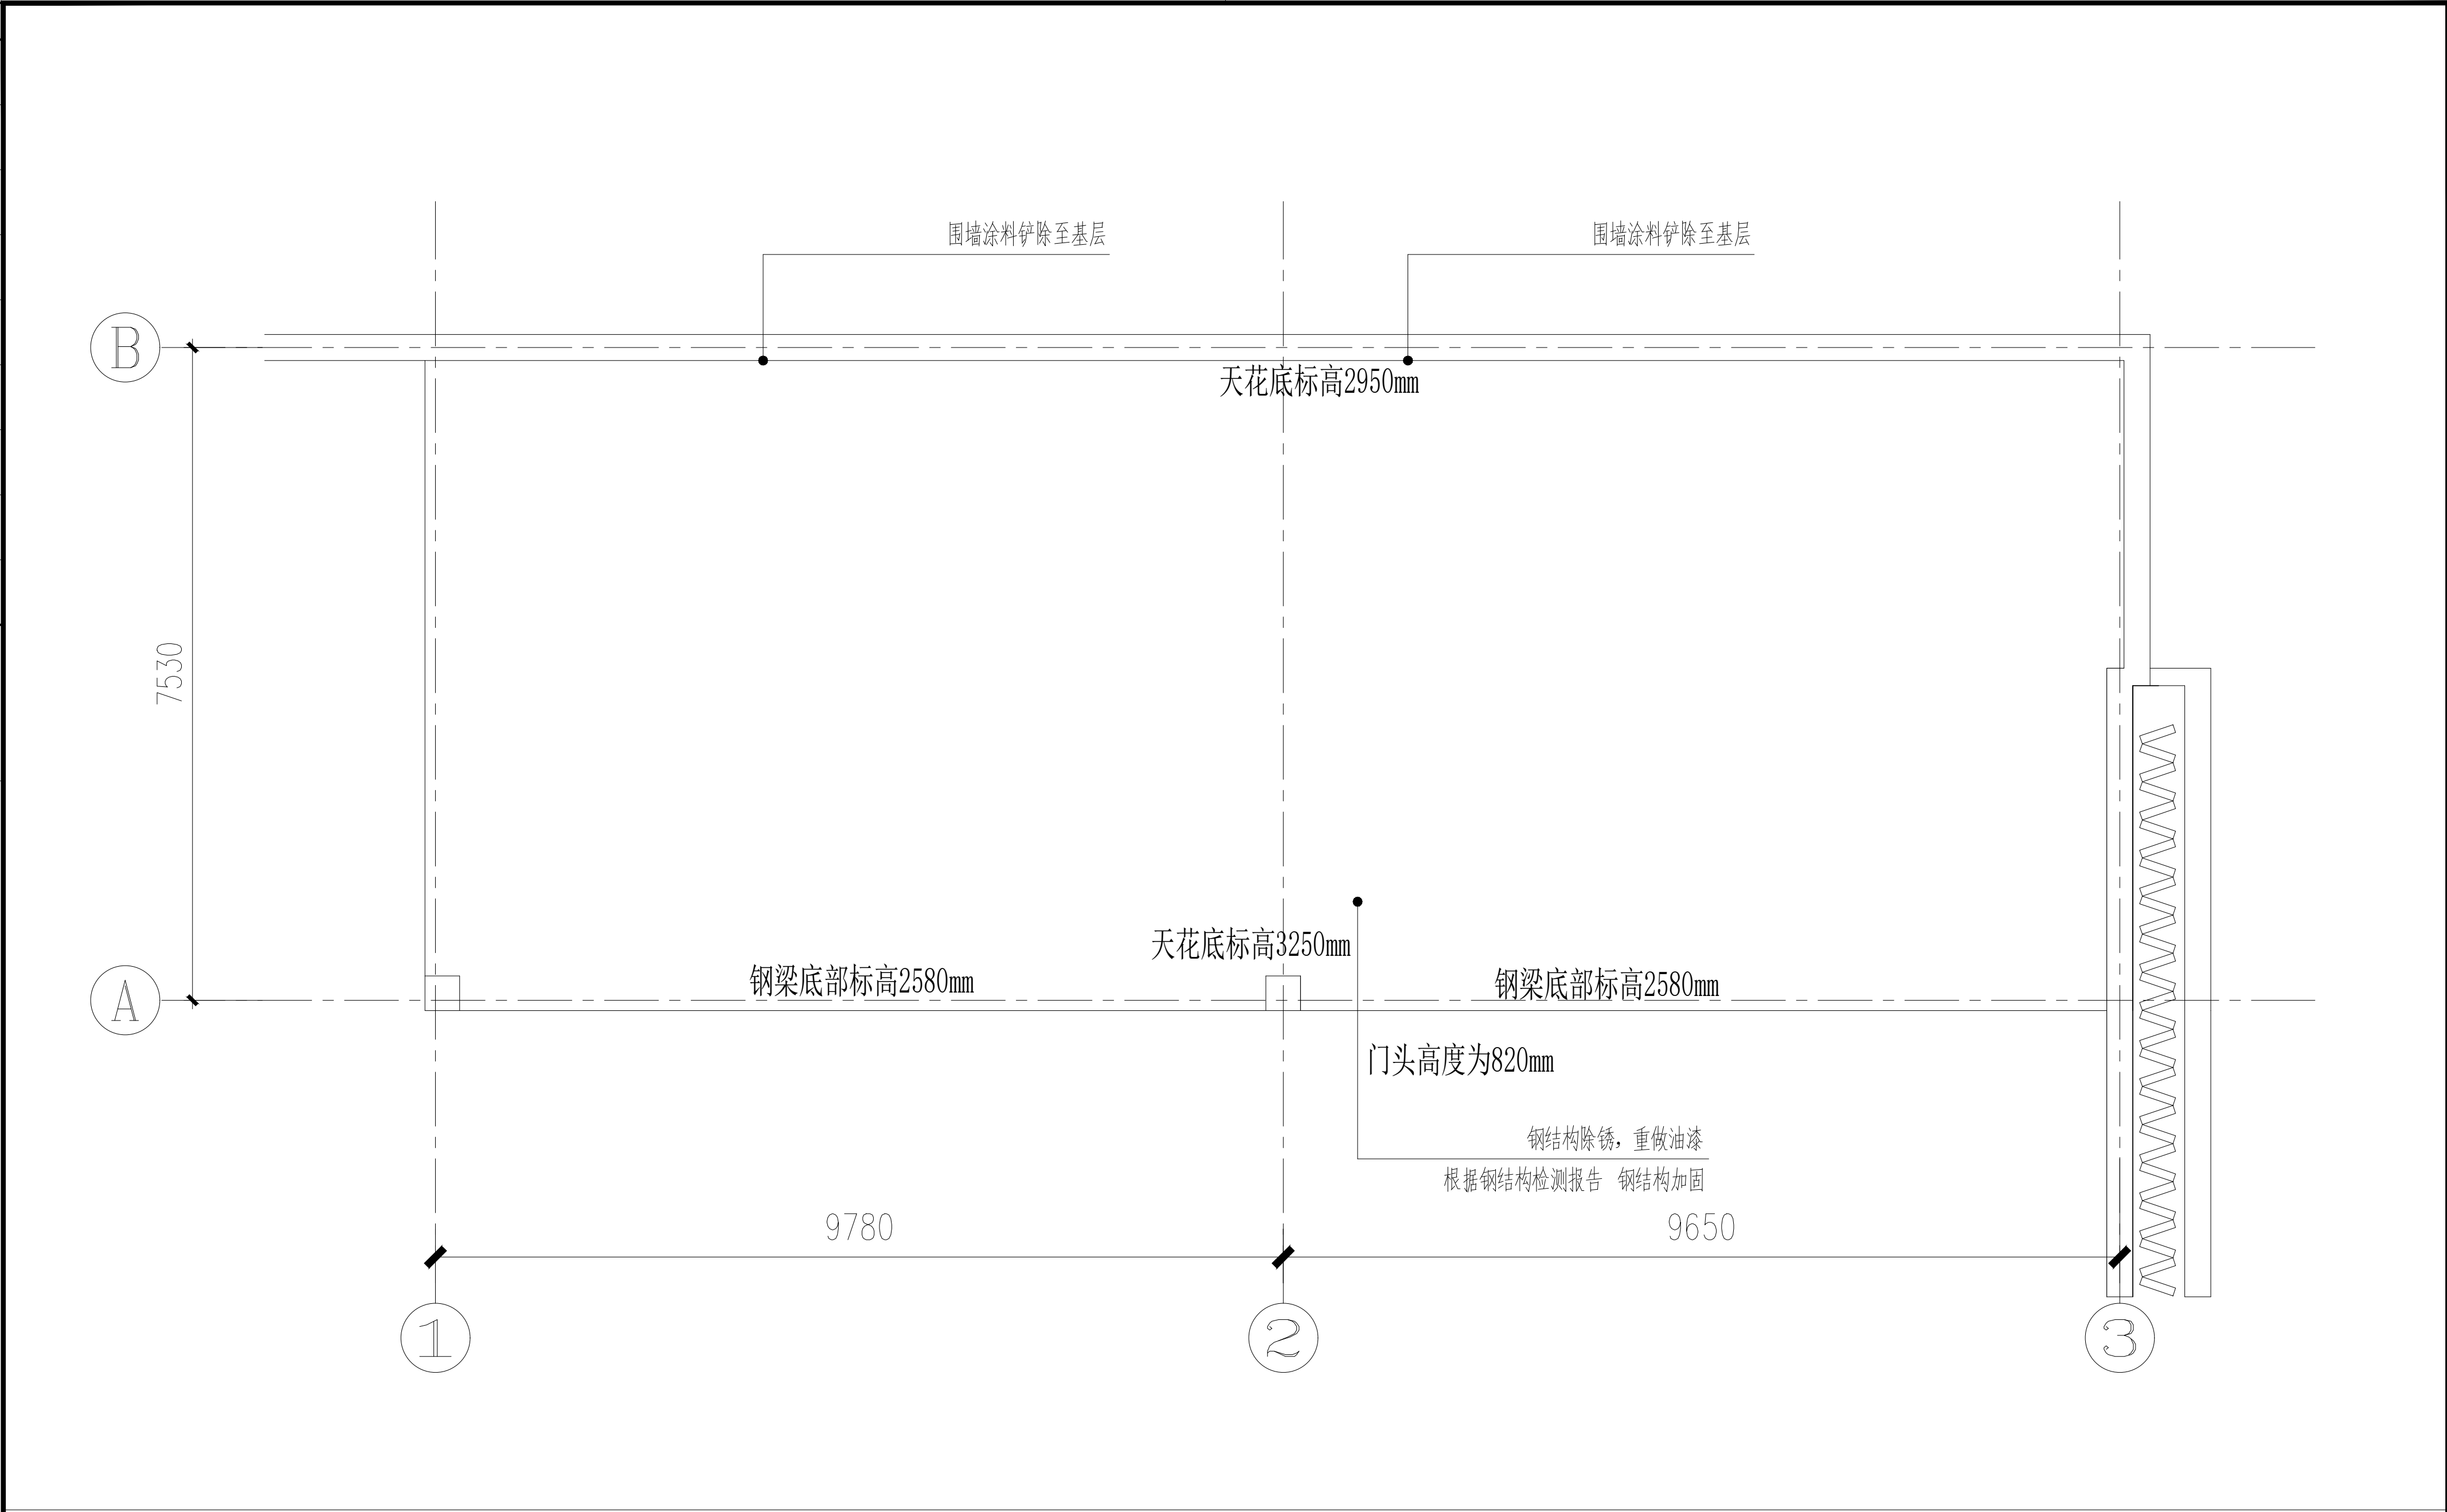 围墙涂料铲除至基层
围墙涂料铲除至基层
B
天花底标高2950mm
7530
天花底标高3250mm
钢梁底部标高2580mm
钢梁底部标高2580mm
A
门头高度为820mm
钢结构除锈，重做油漆
根据钢结构检测报告 钢结构加固
9780
9650
1
2
3